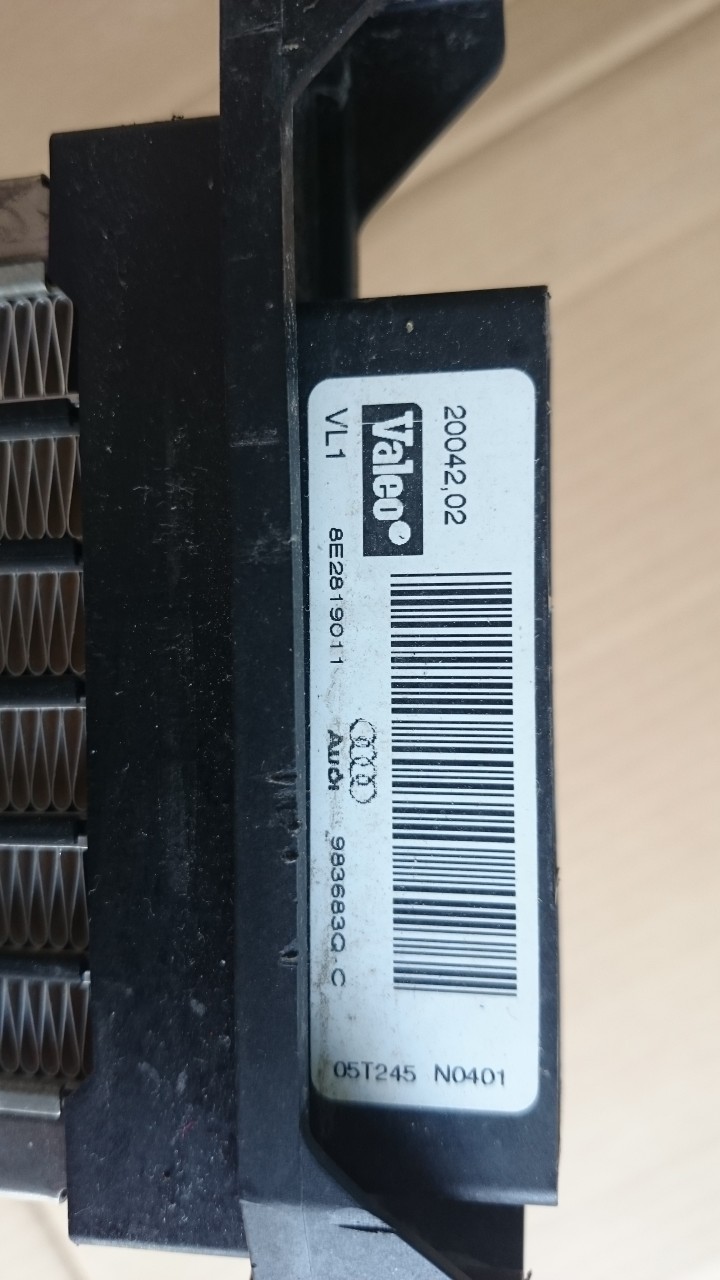 20042,02
Valeo
VL1 8E2819011 Audi 983683Q.C
05T245 N0401